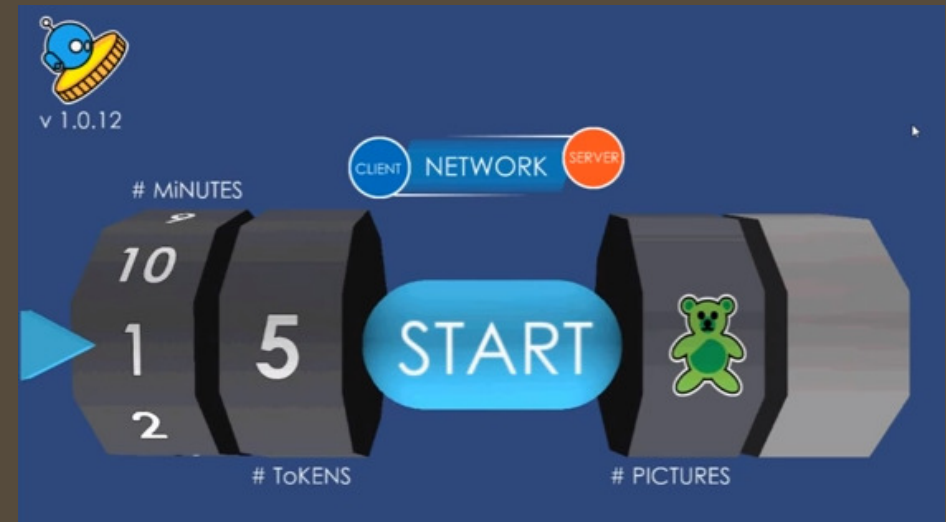 v 1.0.12
CLIENT NETWORK SERVER
# MiNUTES
9
10
1
2
5
START
# ToKENS
# PICTURES